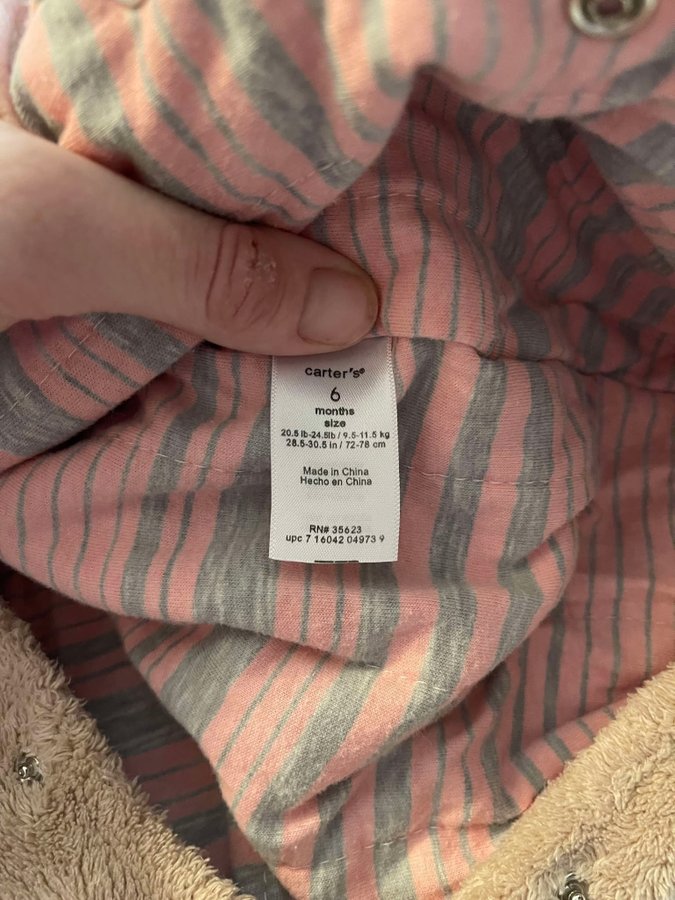 carter's®
6
months
size
20.5 lb-24.5lb / 9.5-11.5 kg
28.5-30.5 in / 72-78 cm
Made in China
Hecho en China
RN# 35623
upc 7 16042 04973 9